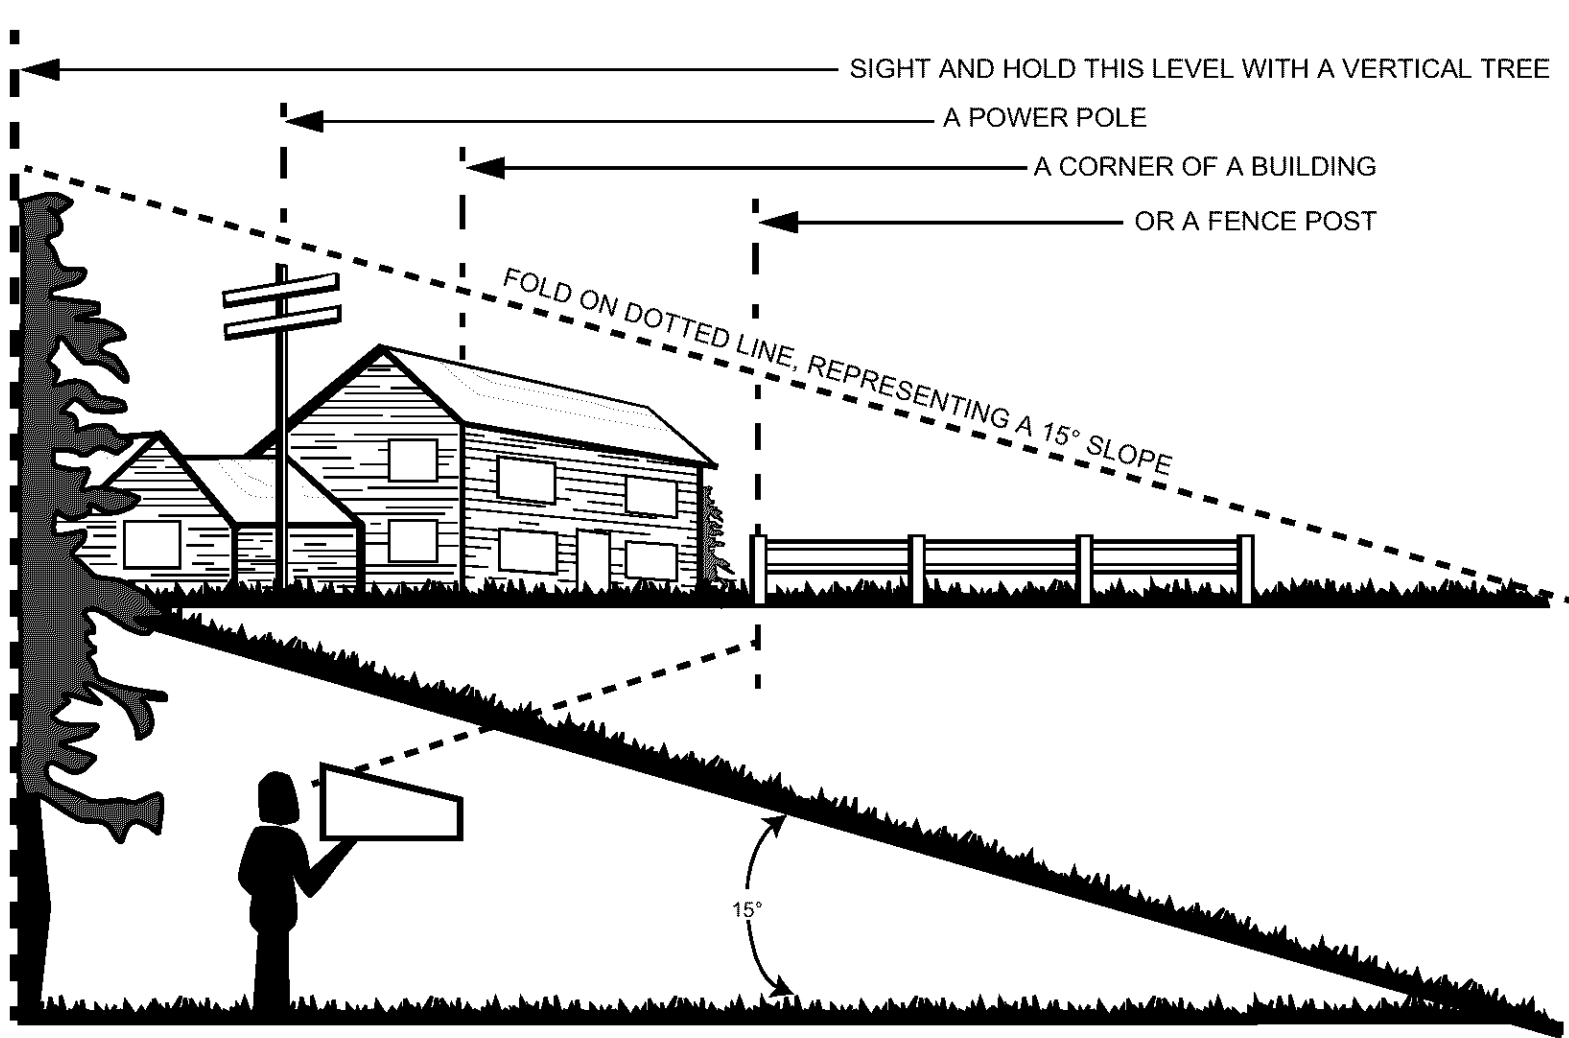 SIGHT AND HOLD THIS LEVEL WITH A VERTICAL TREE
A POWER POLE
A CORNER OF A BUILDING
OR A FENCE POST
FOLD ON DOTTED LINE, REPRESENTING A 15° SLOPE
15°